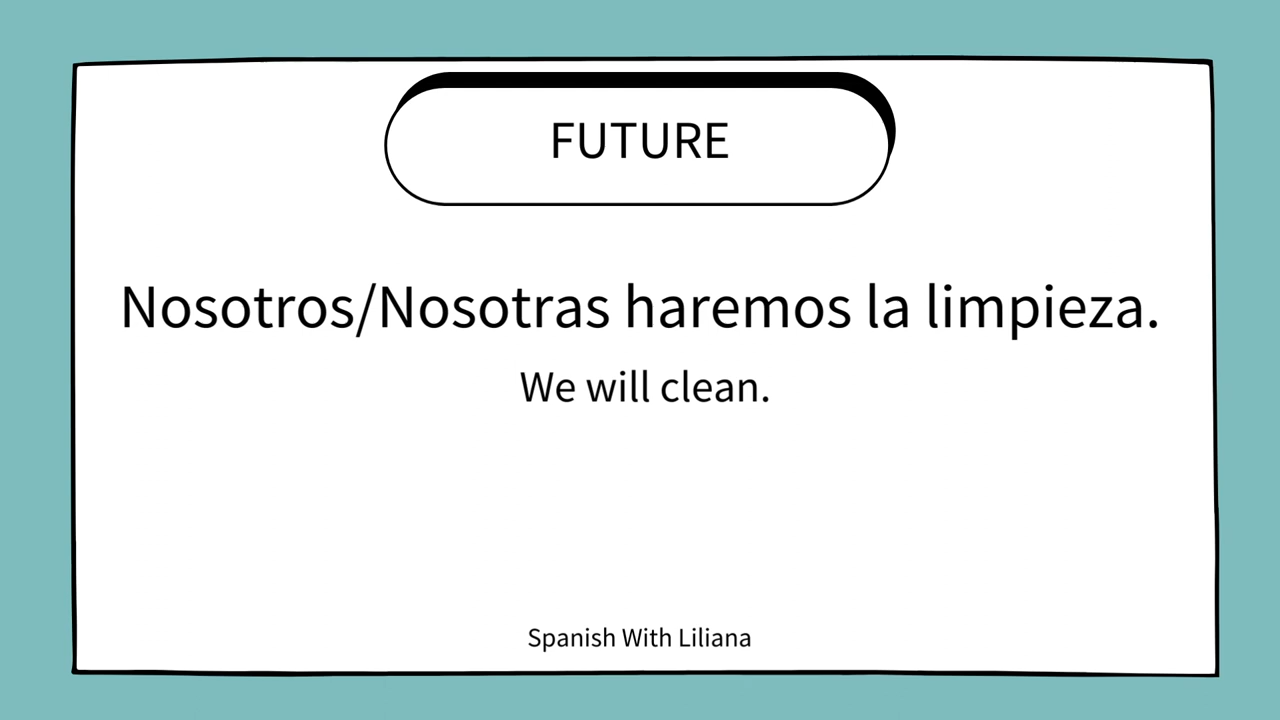 FUTURE
Nosotros/Nosotras haremos la limpieza.
We will clean.
Spanish With Liliana